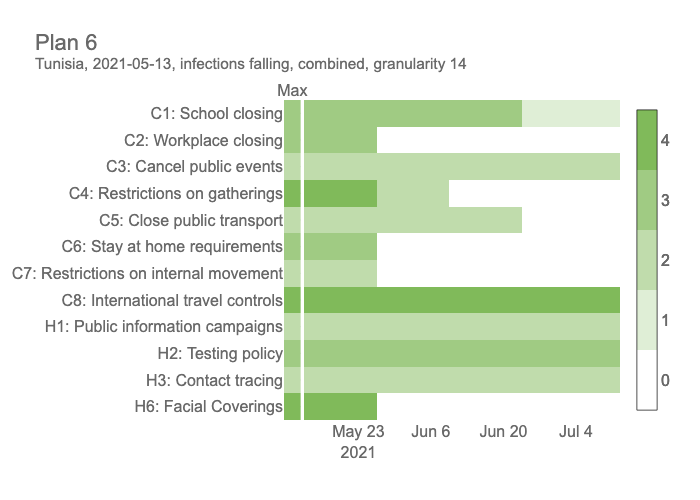 Plan 6
Tunisia, 2021-05-13, infections falling, combined, granularity 14
Max
C1: School closing
C2: Workplace closing
C3: Cancel public events
C4: Restrictions on gatherings
C5: Close public transport
C6: Stay at home requirements
C7: Restrictions on internal movement
C8: International travel controls
H1: Public information campaigns
H2: Testing policy
H3: Contact tracing
H6: Facial Coverings
May 23 Jun 6 Jun 20 Jul 4
2021
4
3
2
1
0